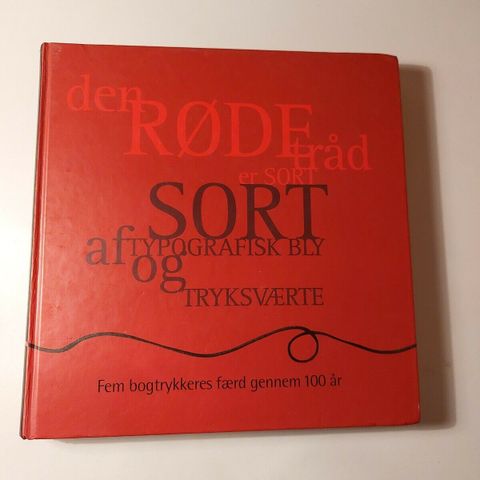 den
RØDE
tråd
er SORT
SORT
af TYPOGRAFISK BLY
og
TRYKSVÆRTE
Fem bogtrykkeres færd gennem 100 år